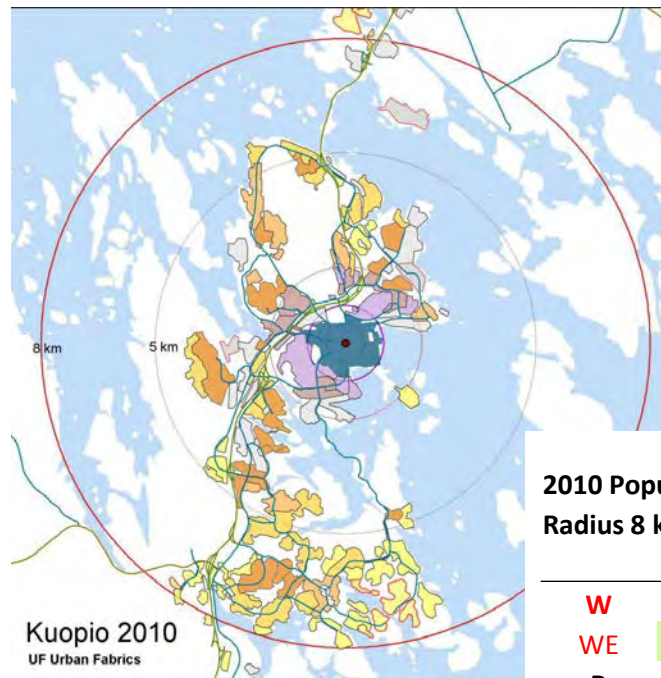 8 km
5 km
2010 Popu
Radius 8 k
W
WE
Kuopio 2010
UF Urban Fabrics